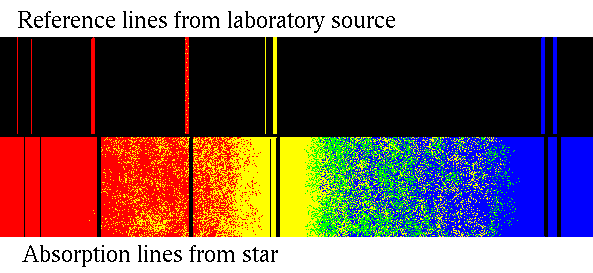 Reference lines from laboratory source
Absorption lines from star